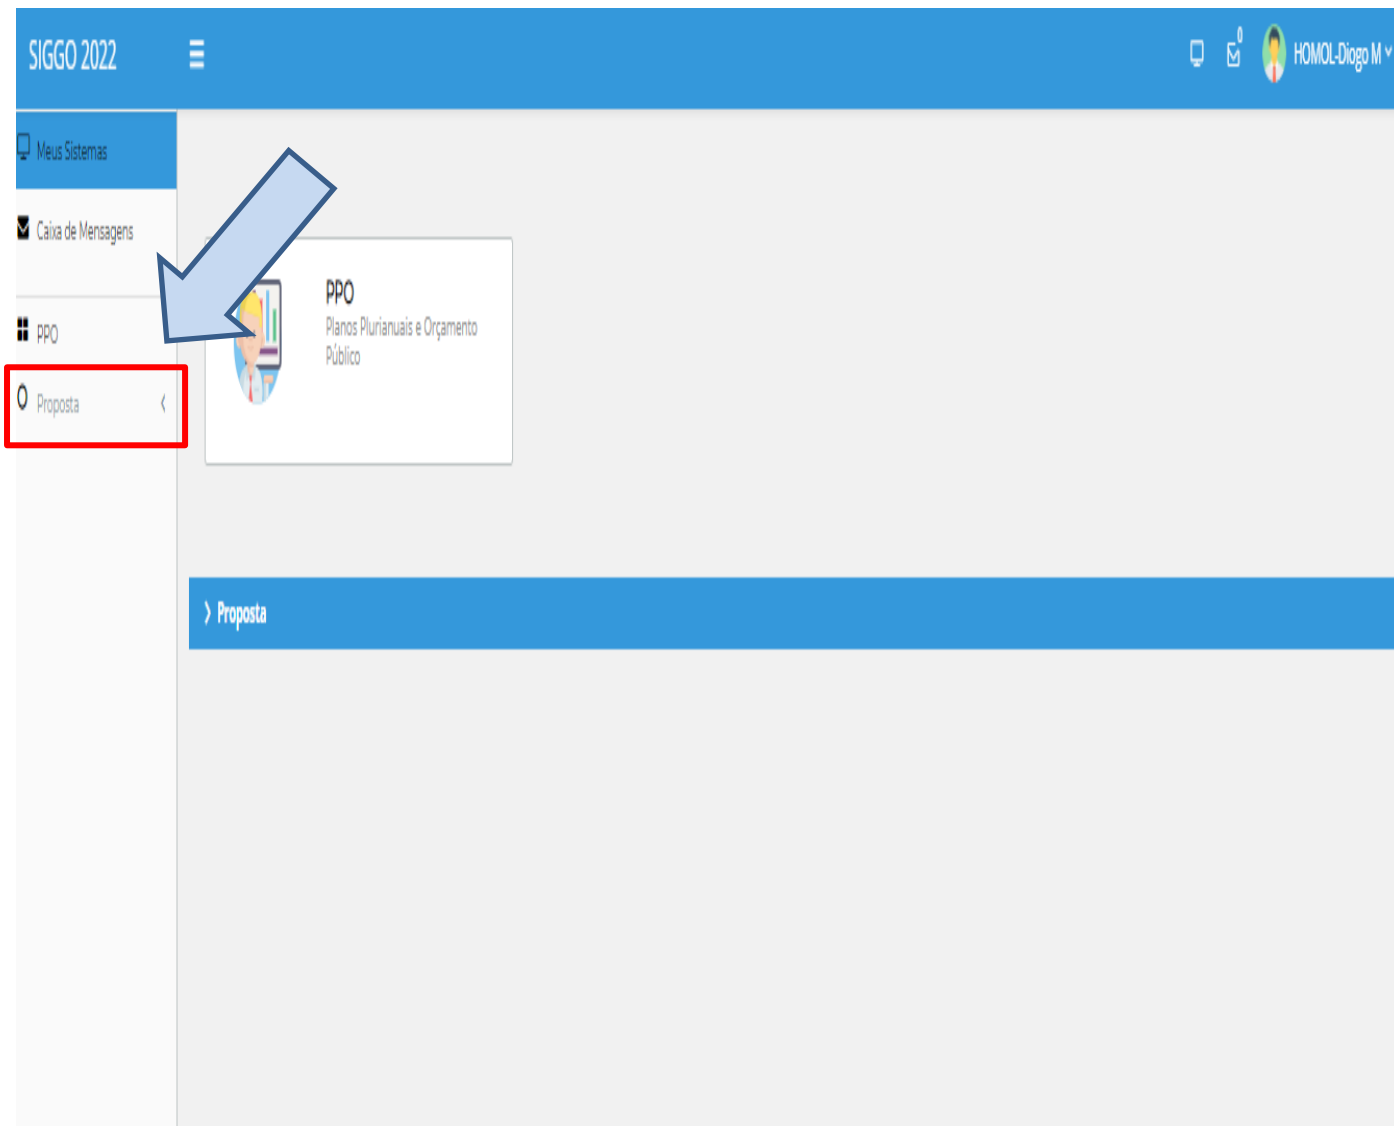 SIGGO 2022
0
HOMOL-Diogo M
Meus Sistemas
Caixa de Mensagens
PPO
Proposta
PPO
Planos Plurianuais e Orçamento
Público
Proposta